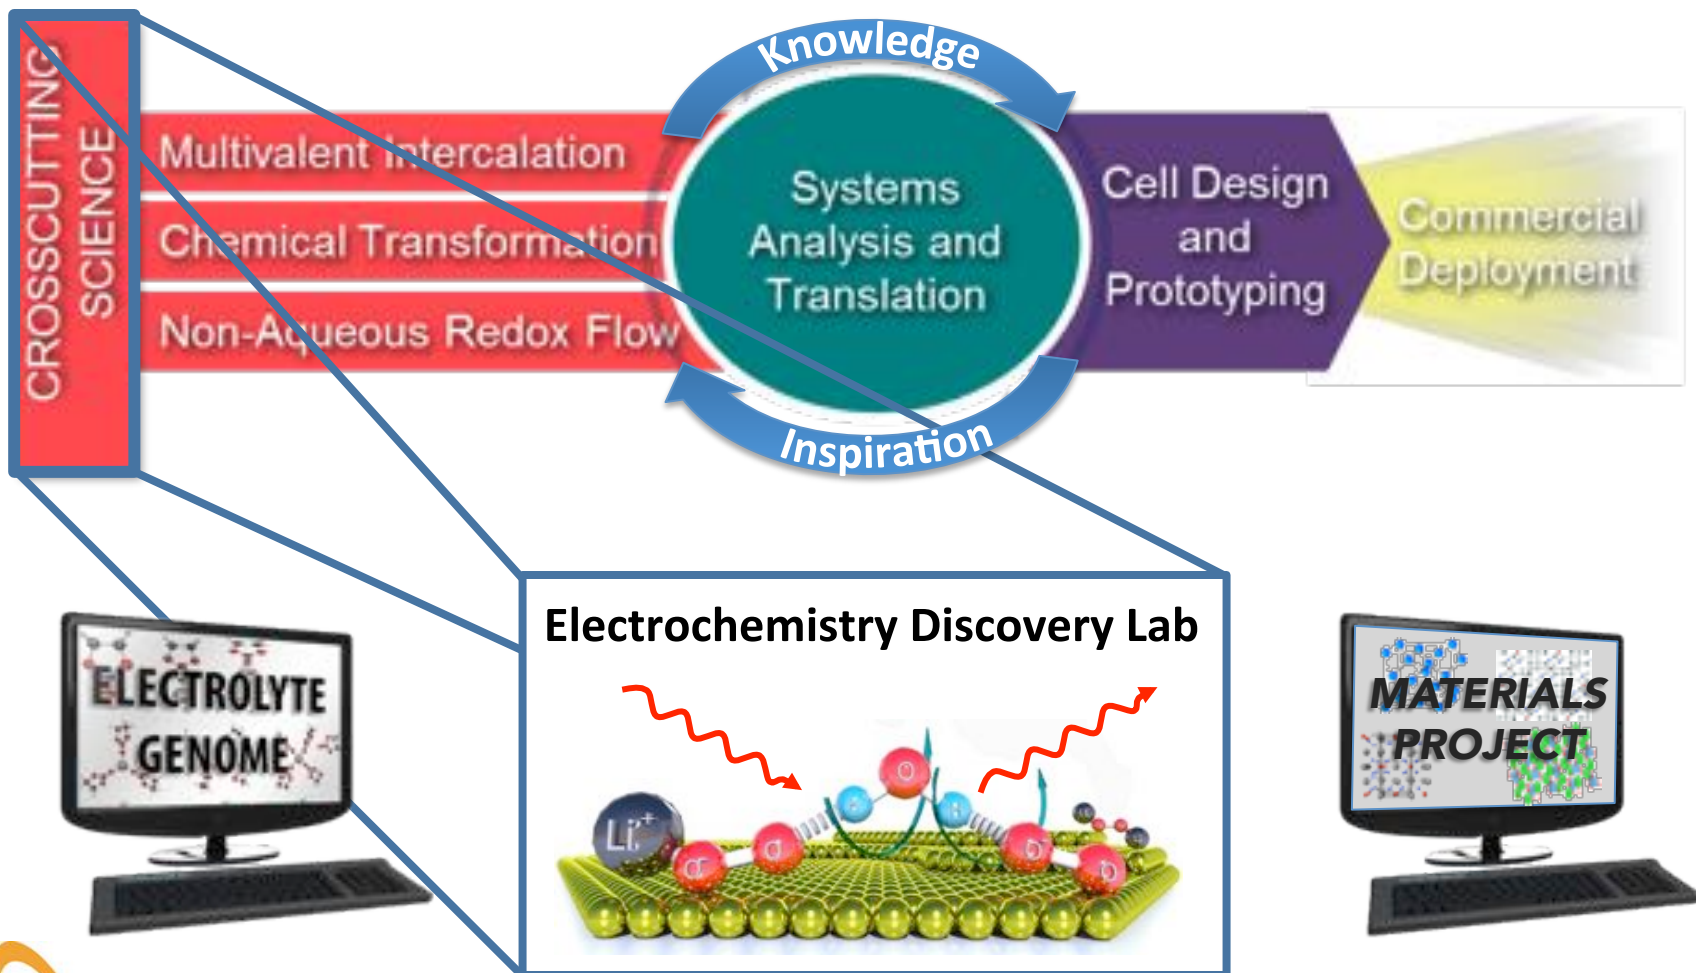 CROSSCUTTING
SCIENCE
Multivalent Intercalation
Chemical Transformation
Non-Aqueous Redox Flow
Knowledge
Systems
Analysis and
Translation
Inspiration
Cell Design
and
Prototyping
Commercial
Deployment
ELECTROLYTE
GENOME
Electrochemistry Discovery Lab
Li+
O
MATERIALS
PROJECT